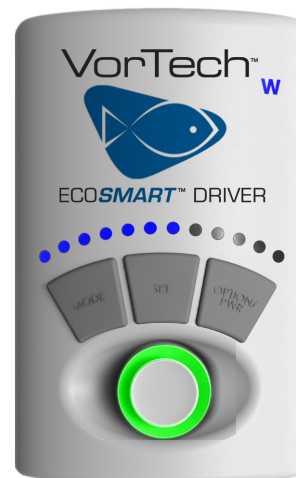 VorTech™
W
ECOSMART™ DRIVER
MODE
SET
OPTION/
PWR